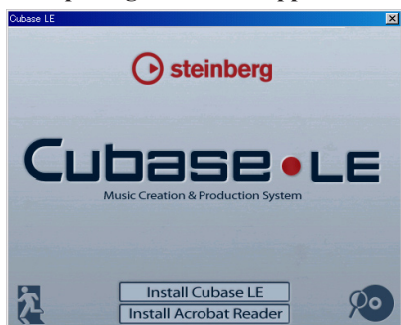 Cubase LE
steinberg
Cubase LE
Music Creation & Production System
Install Cubase LE
Install Acrobat Reader